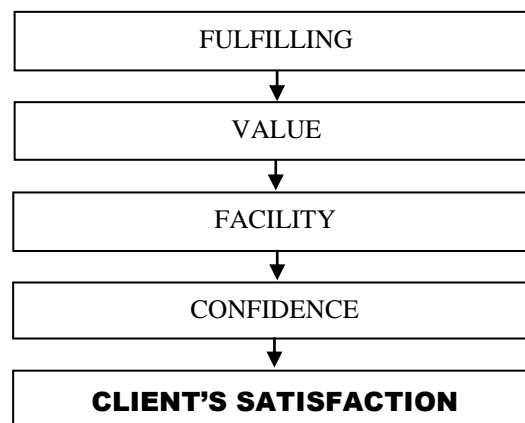 FULFILLING
VALUE
FACILITY
CONFIDENCE
CLIENT'S SATISFACTION